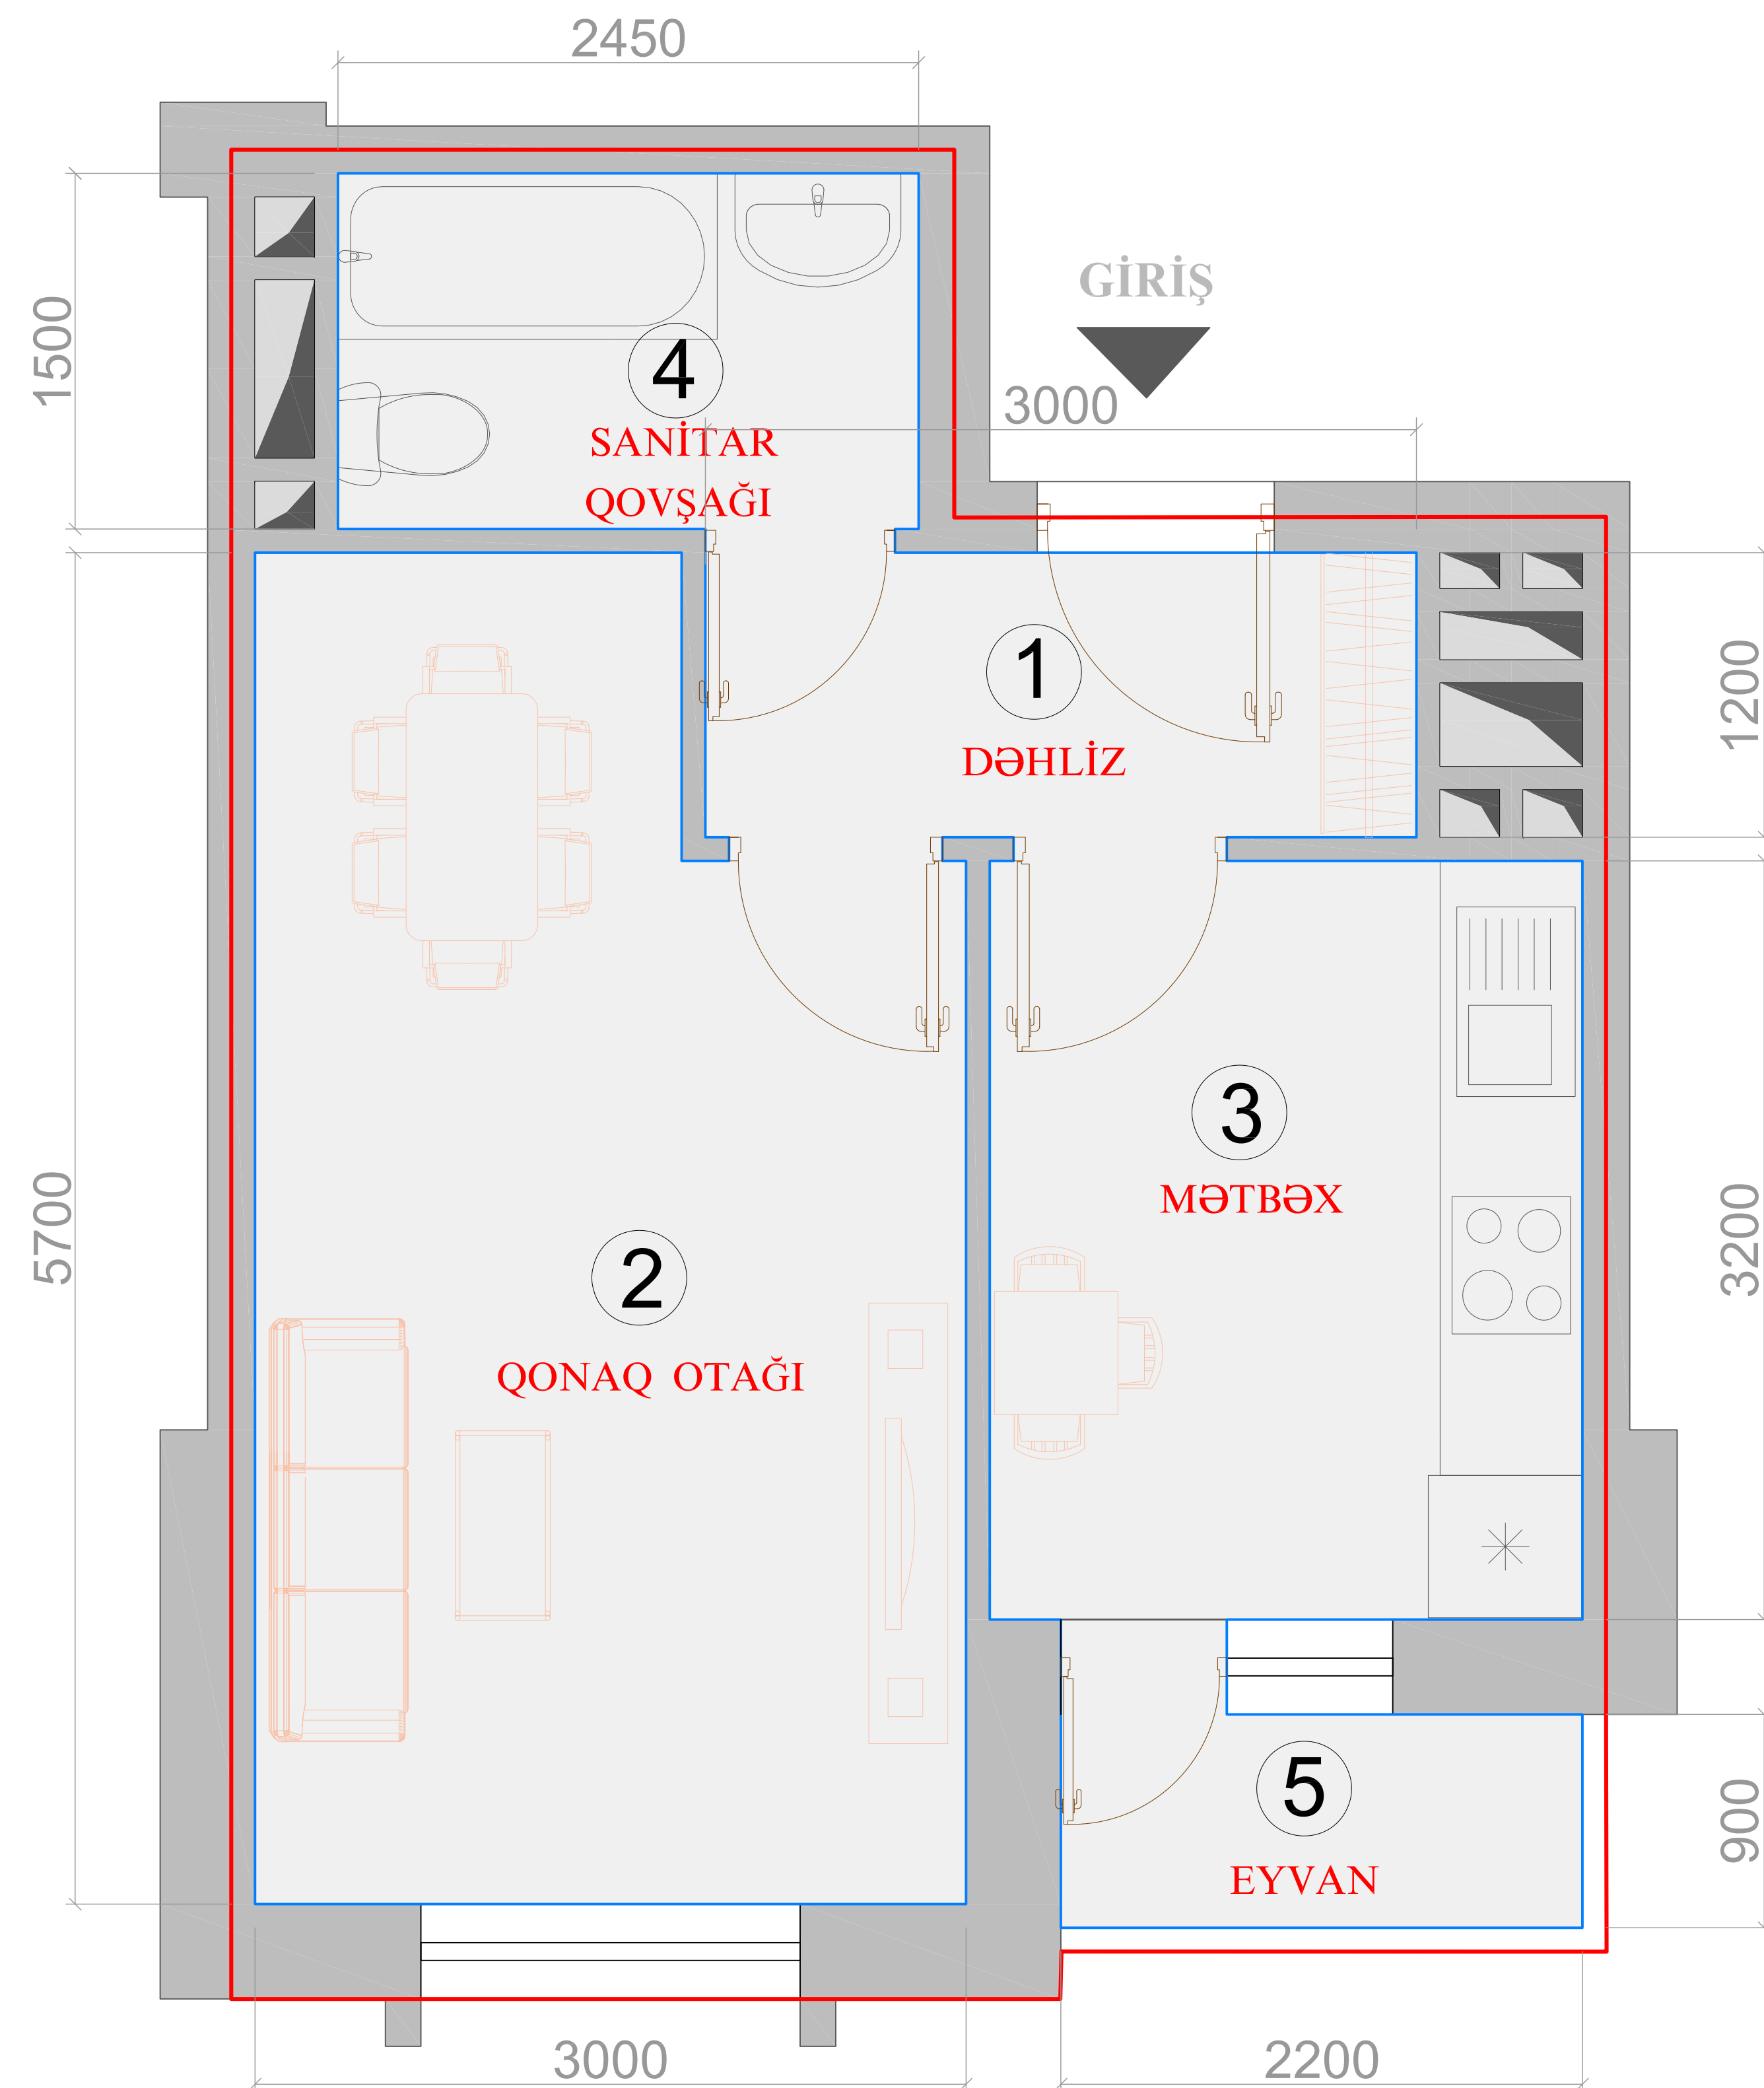 2450
GİRİŞ
1500
4
3000
SANİTAR
QOVŞAĞI
1
1200
DƏHLİZ
3
MƏTBƏX
5700
3200
2
QONAQ OTAĞI
5
900
EYVAN
3000
2200